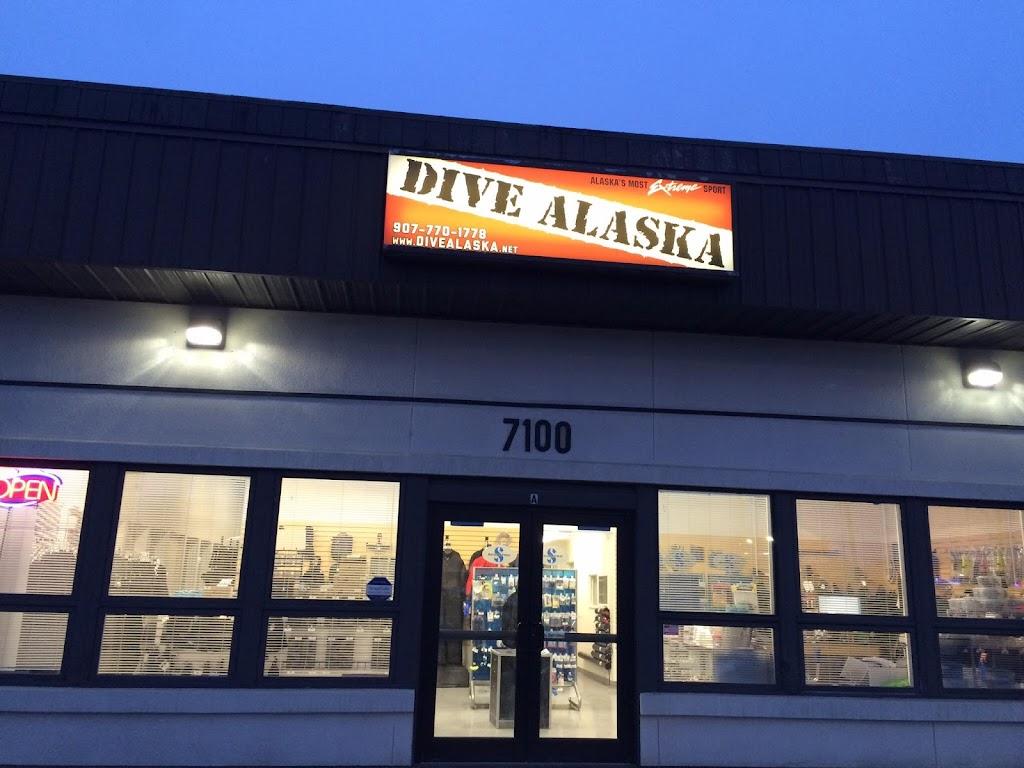 ALASKA'S MOST Extreme SPORT
DIVE ALASKA
907-770-1778
WWW.DIVEALASKA.NET
7100
A
OPEN
S
S